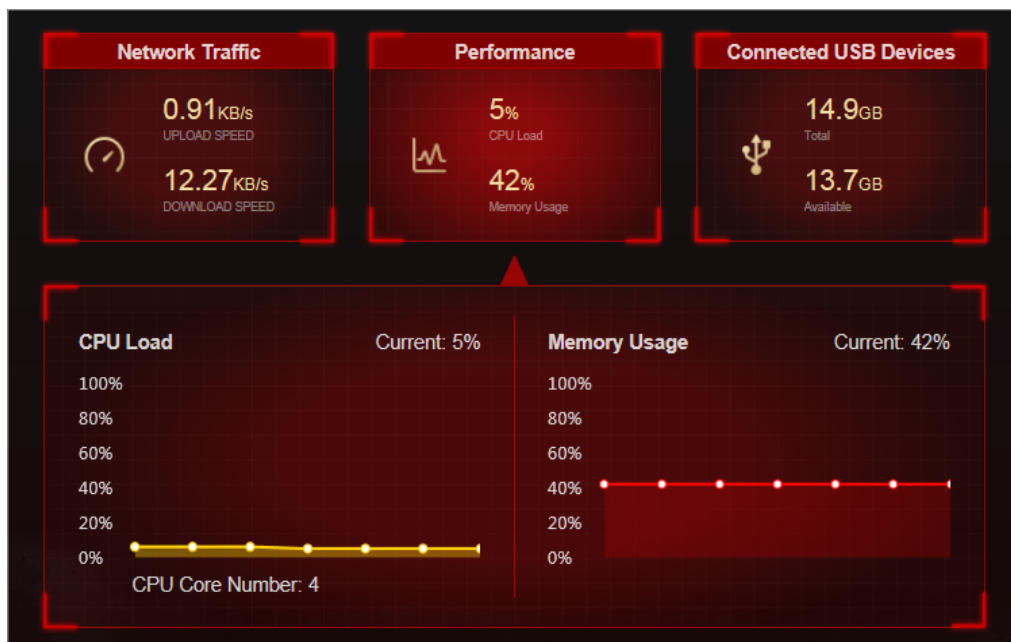 Network Traffic
0.91KB/s
UPLOAD SPEED
12.27KB/s
DOWNLOAD SPEED
Performance
5%
CPU Load
42%
Memory Usage
Connected USB Devices
14.9GB
Total
13.7GB
Available
CPU Load
Current: 5%
100%
80%
60%
40%
20%
0%
CPU Core Number: 4
Memory Usage
Current: 42%
100%
80%
60%
40%
20%
0%